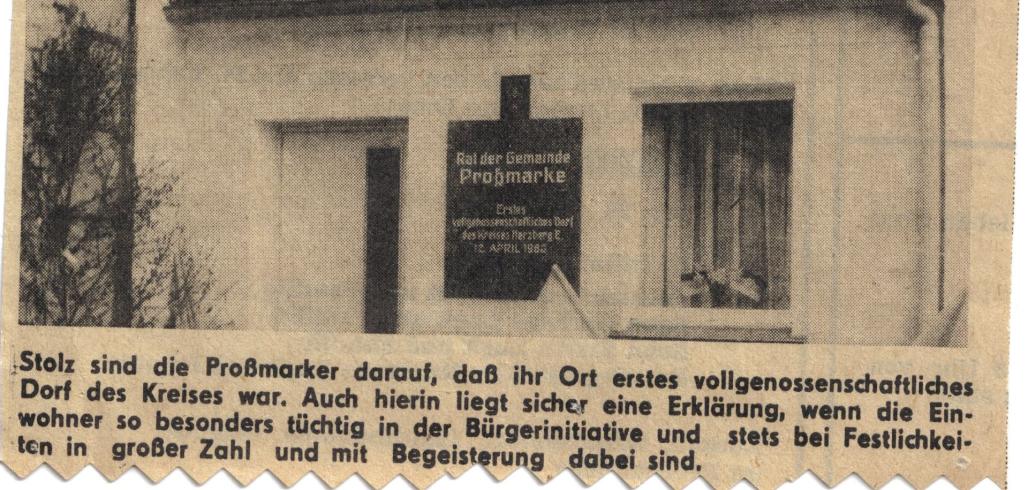 Rat der Gemeinde
Proßmarke
Erstes
vollgenossenschaftliches Dorf
des Kreises Herzberg E.
12. APRIL 1960
Stolz sind die Proßmarker darauf, daß ihr Ort erstes vollgenossenschaftliches
Dorf des Kreises war. Auch hierin liegt sicher eine Erklärung, wenn die Ein-
wohner so besonders tüchtig in der Bürgerinitiative und stets bei Festlichkei-
ten in großer Zahl und mit Begeisterung dabei sind.